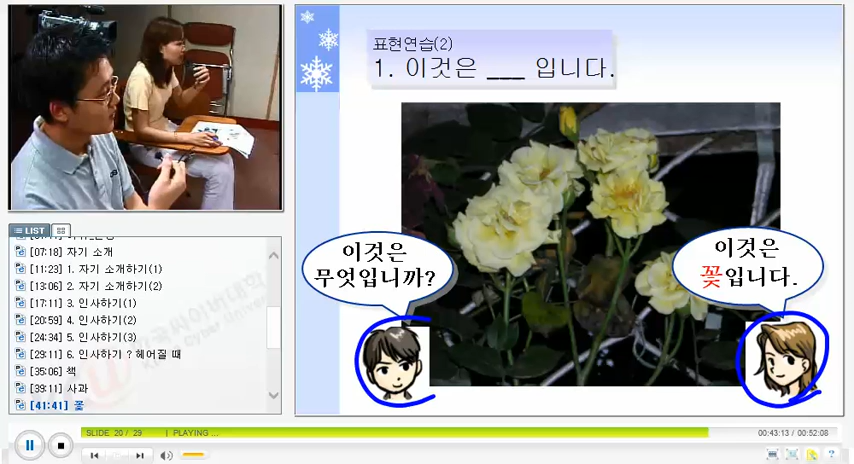 표현연습(2)
1. 이것은 ___ 입니다.
이것은
무엇입니까?
이것은
꽃입니다.
LIST
[07:18] 자기 소개
[11:23] 1. 자기 소개하기(1)
[13:06] 2. 자기 소개하기(2)
[17:11] 3. 인사하기(1)
[20:59] 4. 인사하기(2)
[24:34] 5. 인사하기(3)
[29:11] 6. 인사하기 ? 헤어질 때
[35:06] 책
[39:11] 사과
[41:41] 꽃
SLIDE 20 / 29 | PLAYING ...
00:43:13 / 00:52:08